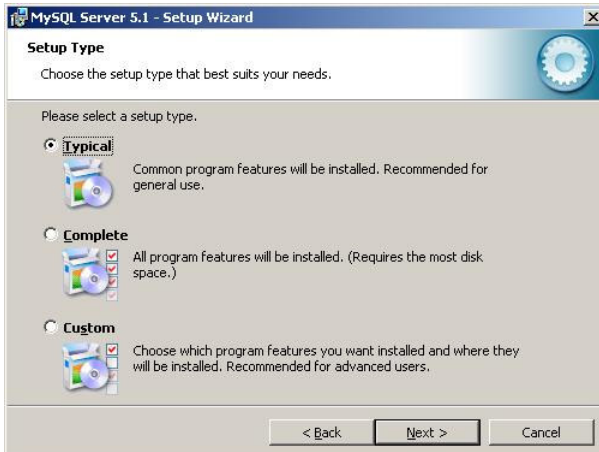 MySQL Server 5.1 - Setup Wizard
Setup Type
Choose the setup type that best suits your needs.
Please select a setup type.
Typical
Common program features will be installed. Recommended for
general use.
Complete
All program features will be installed. (Requires the most disk
space.)
Custom
Choose which program features you want installed and where they
will be installed. Recommended for advanced users.
< Back Next > Cancel